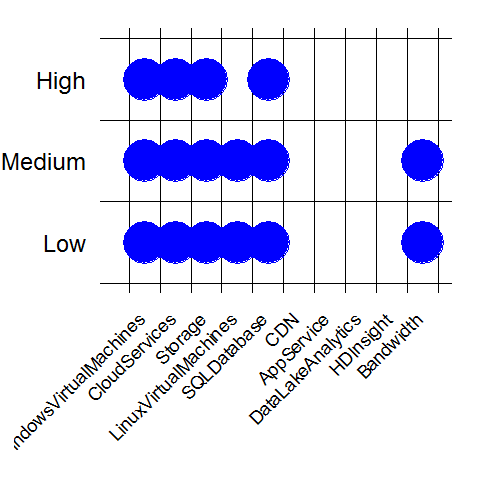 High
Medium
Low
ndowsVirtualMachines
CloudServices
Storage
LinuxVirtualMachines
SQLDatabase
CDN
AppService
DataLakeAnalytics
HDInsight
Bandwidth